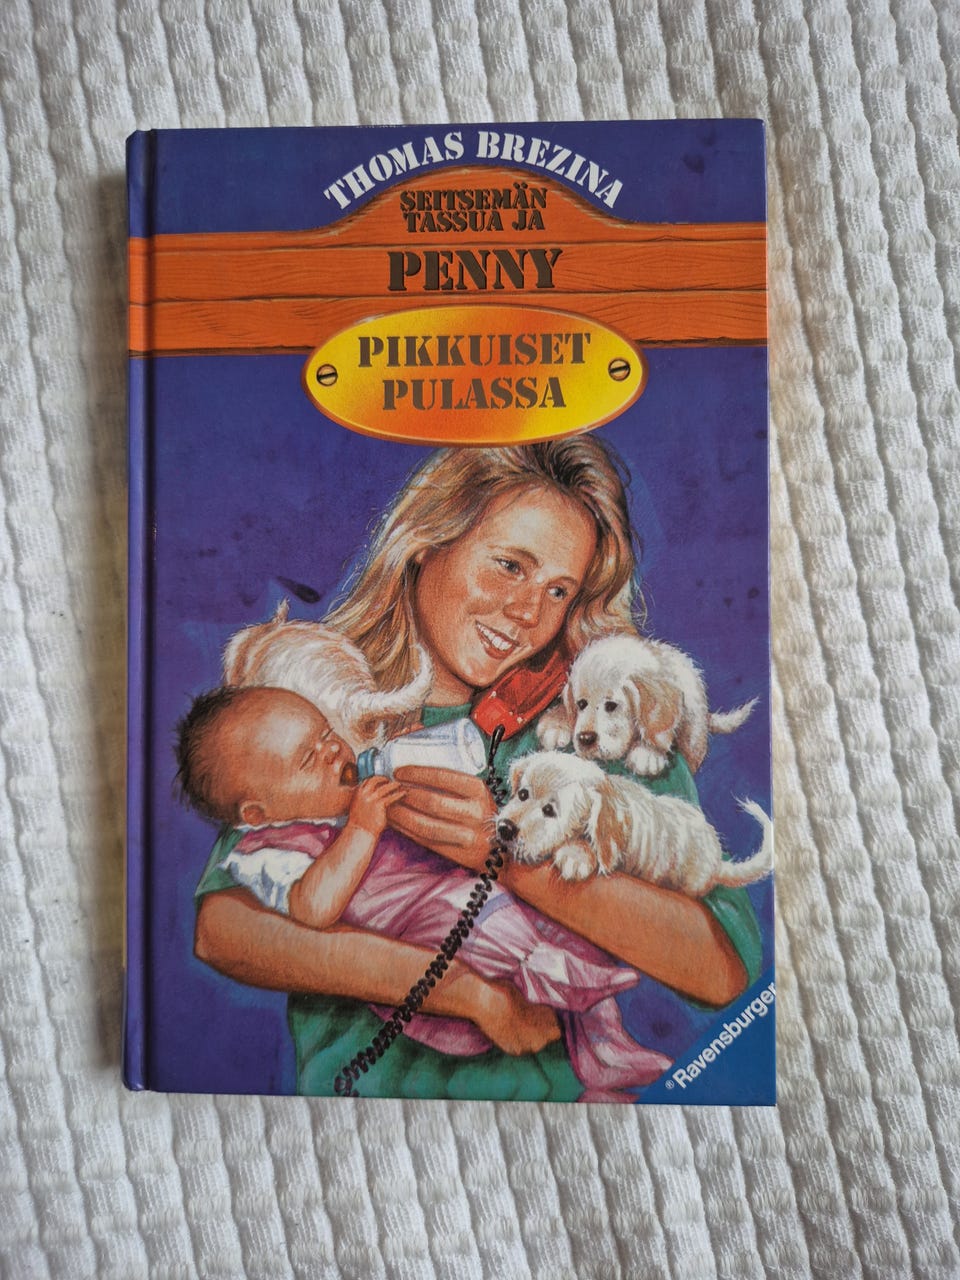 THOMAS BREZINA
SEITSEMÄN
TASSUA JA
PENNY
PIKKUISET
PULASSA
® Ravensburger